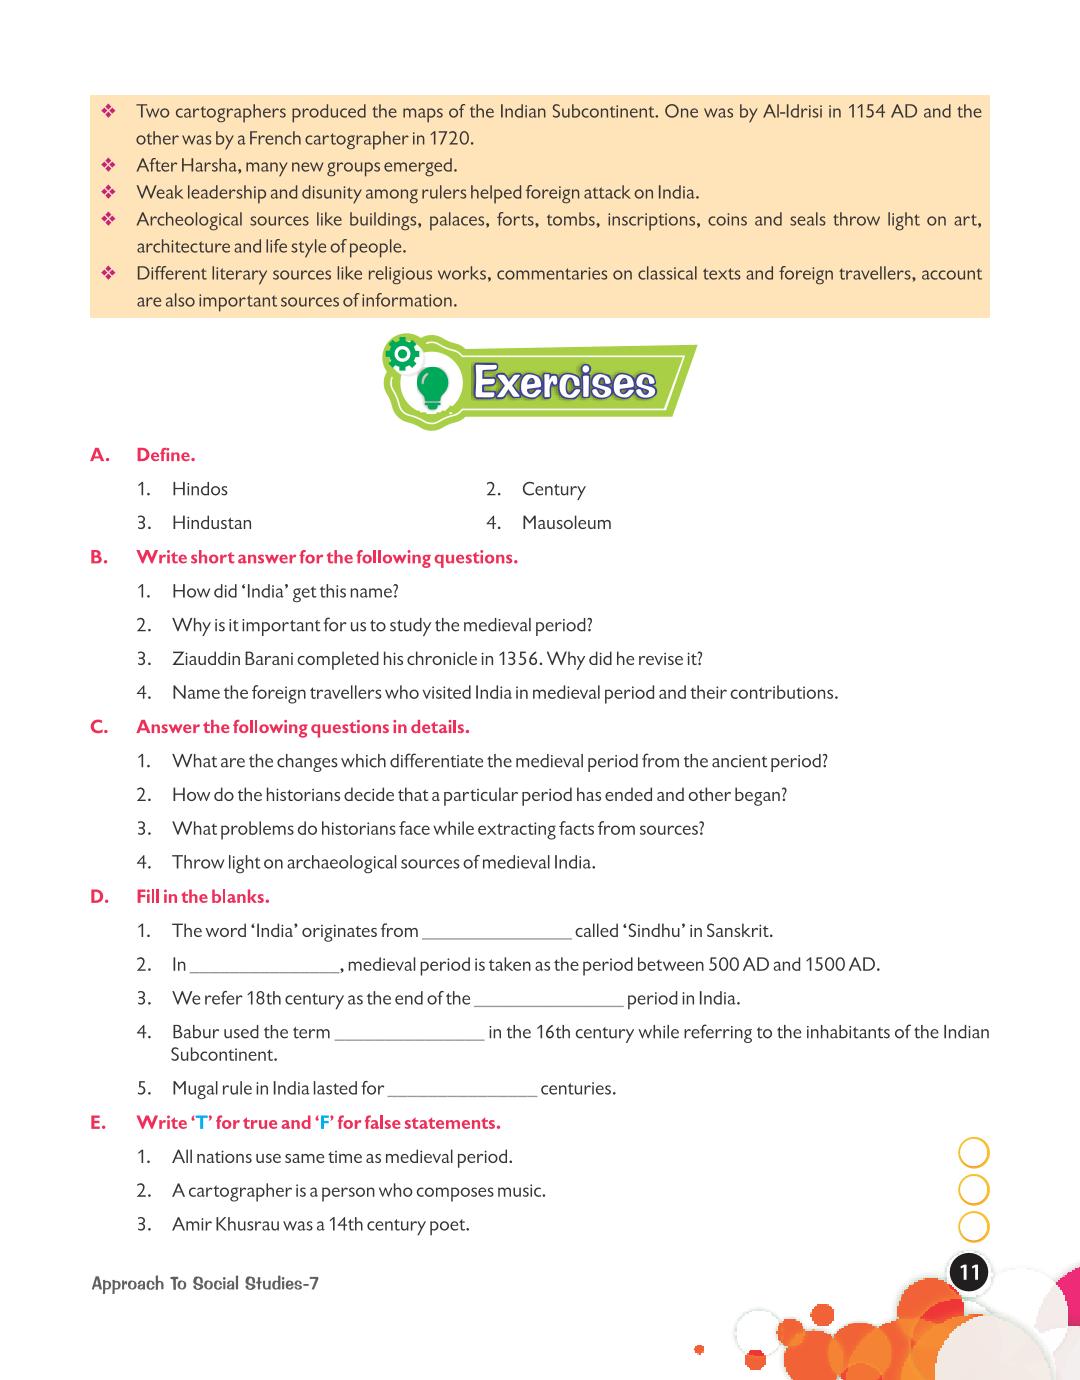 ❖ Two cartographers produced the maps of the Indian Subcontinent. One was by Al-Idrisi in 1154 AD and the
other was by a French cartographer in 1720.
❖ After Harsha, many new groups emerged.
❖ Weak leadership and disunity among rulers helped foreign attack on India.
❖ Archeological sources like buildings, palaces, forts, tombs, inscriptions, coins and seals throw light on art,
architecture and life style of people.
❖ Different literary sources like religious works, commentaries on classical texts and foreign travellers, account
are also important sources of information.
Exercises
A. Define.
1. Hindos 2. Century
3. Hindustan 4. Mausoleum
B. Write short answer for the following questions.
1. How did ‘India’ get this name?
2. Why is it important for us to study the medieval period?
3. Ziauddin Barani completed his chronicle in 1356. Why did he revise it?
4. Name the foreign travellers who visited India in medieval period and their contributions.
C. Answer the following questions in details.
1. What are the changes which differentiate the medieval period from the ancient period?
2. How do the historians decide that a particular period has ended and other began?
3. What problems do historians face while extracting facts from sources?
4. Throw light on archaeological sources of medieval India.
D. Fill in the blanks.
1. The word ‘India’ originates from _______________ called ‘Sindhu’ in Sanskrit.
2. In _______________, medieval period is taken as the period between 500 AD and 1500 AD.
3. We refer 18th century as the end of the _______________ period in India.
4. Babur used the term _______________ in the 16th century while referring to the inhabitants of the Indian
Subcontinent.
5. Mugal rule in India lasted for _______________ centuries.
E. Write ‘T’ for true and ‘F’ for false statements.
1. All nations use same time as medieval period.
2. A cartographer is a person who composes music.
3. Amir Khusrau was a 14th century poet.
Approach To Social Studies-7
11